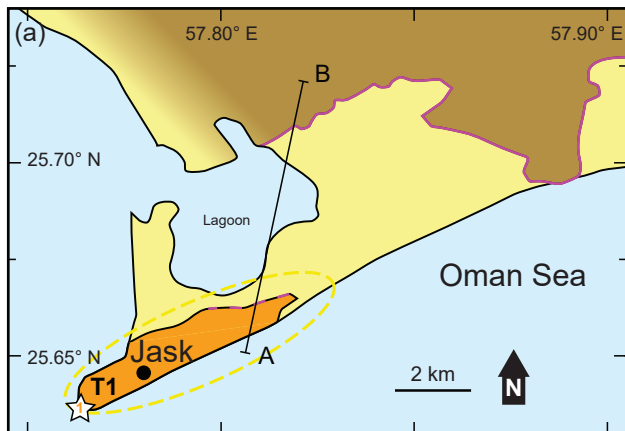 (a)
57.80° E
57.90° E
B
25.70° N
Lagoon
Oman Sea
25.65° N
Jask
A
T1
2 km
N
1